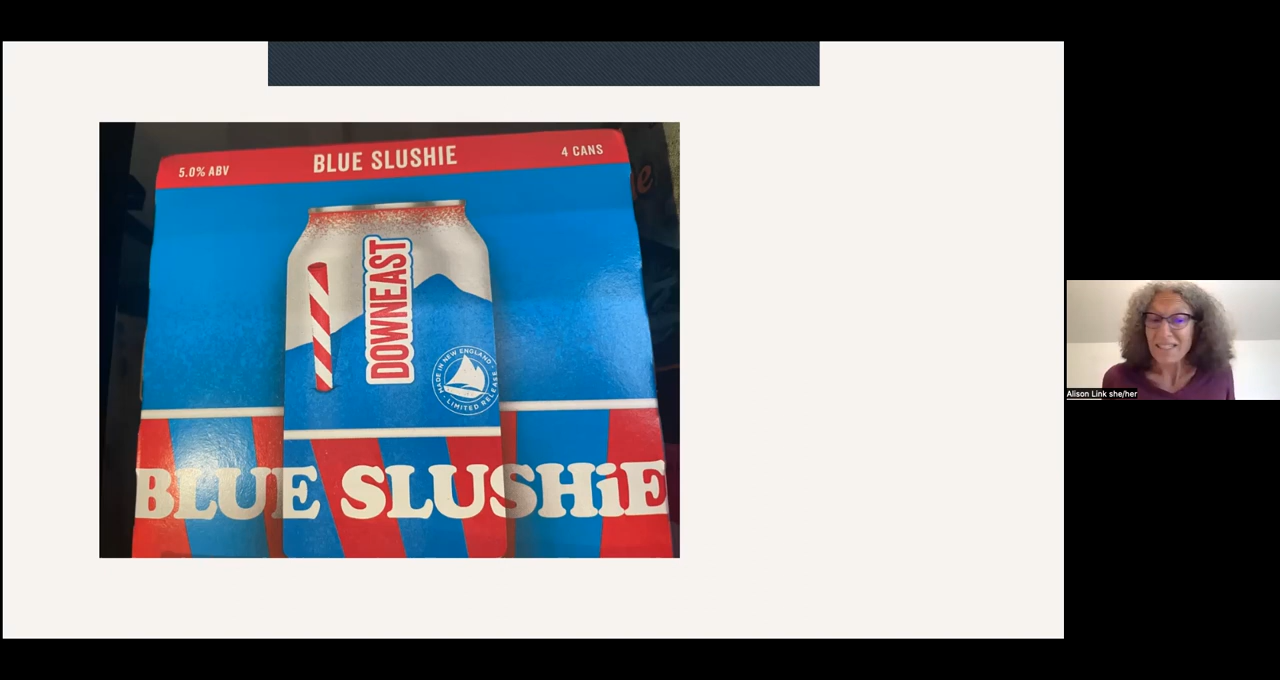 5.0% ABV
BLUE SLUSHIE
4 CANS
DOWNEAST
MADE IN NEW ENGLAND
· LIMITED RELEASE ·
BLUE SLUSHiE
Alison Link she/her